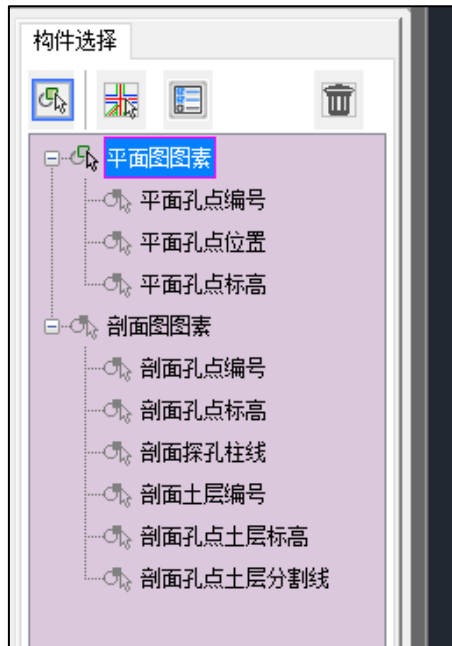 构件选择
平面图图素
平面孔点编号
平面孔点位置
平面孔点标高
剖面图图素
剖面孔点编号
剖面孔点标高
剖面探孔柱线
剖面土层编号
剖面孔点土层标高
剖面孔点土层分割线